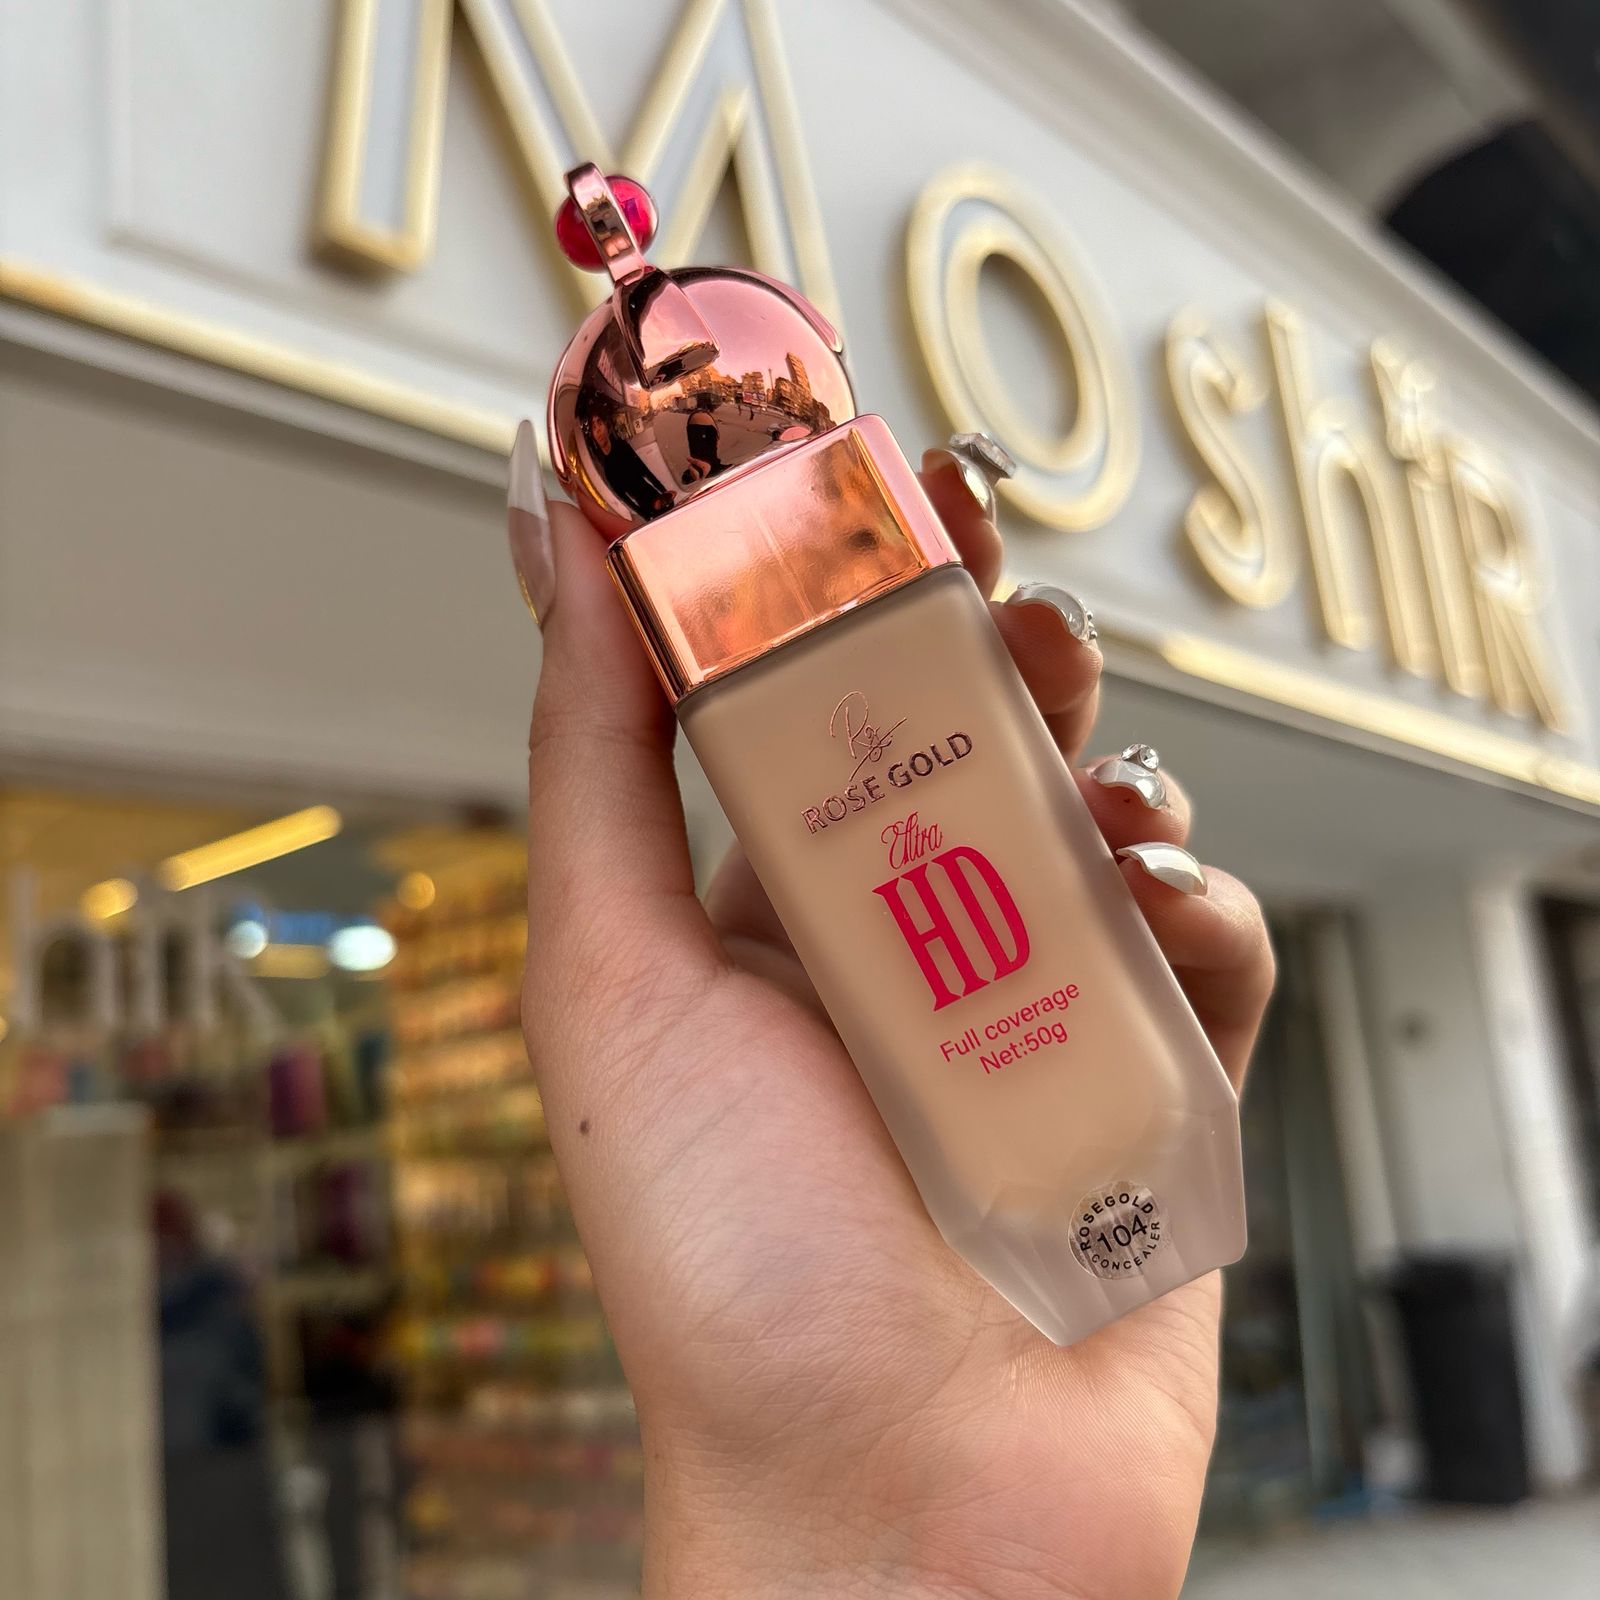 MOshiR
Rg
ROSE GOLD
Ultra
HD
Full coverage
Net:50g
ROSEGOLD
104
CONCEALER